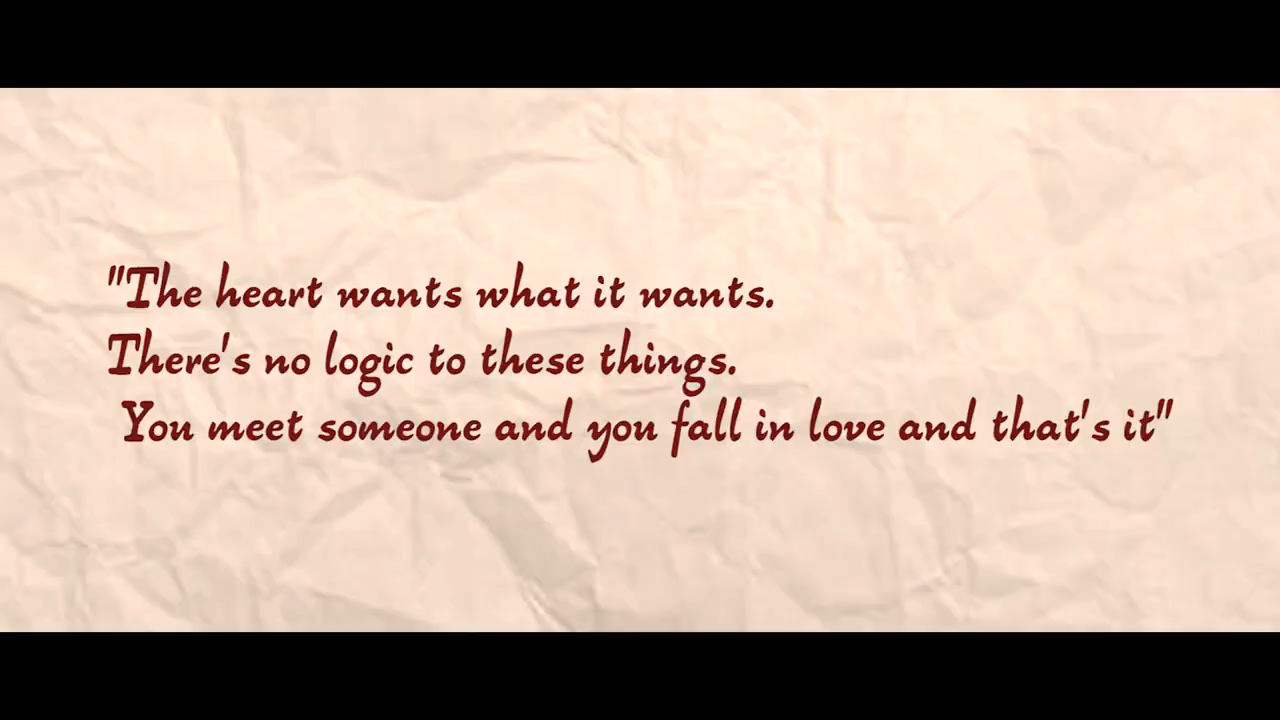 "The heart wants what it wants.
There's no logic to these things.
You meet someone and you fall in love and that's it"